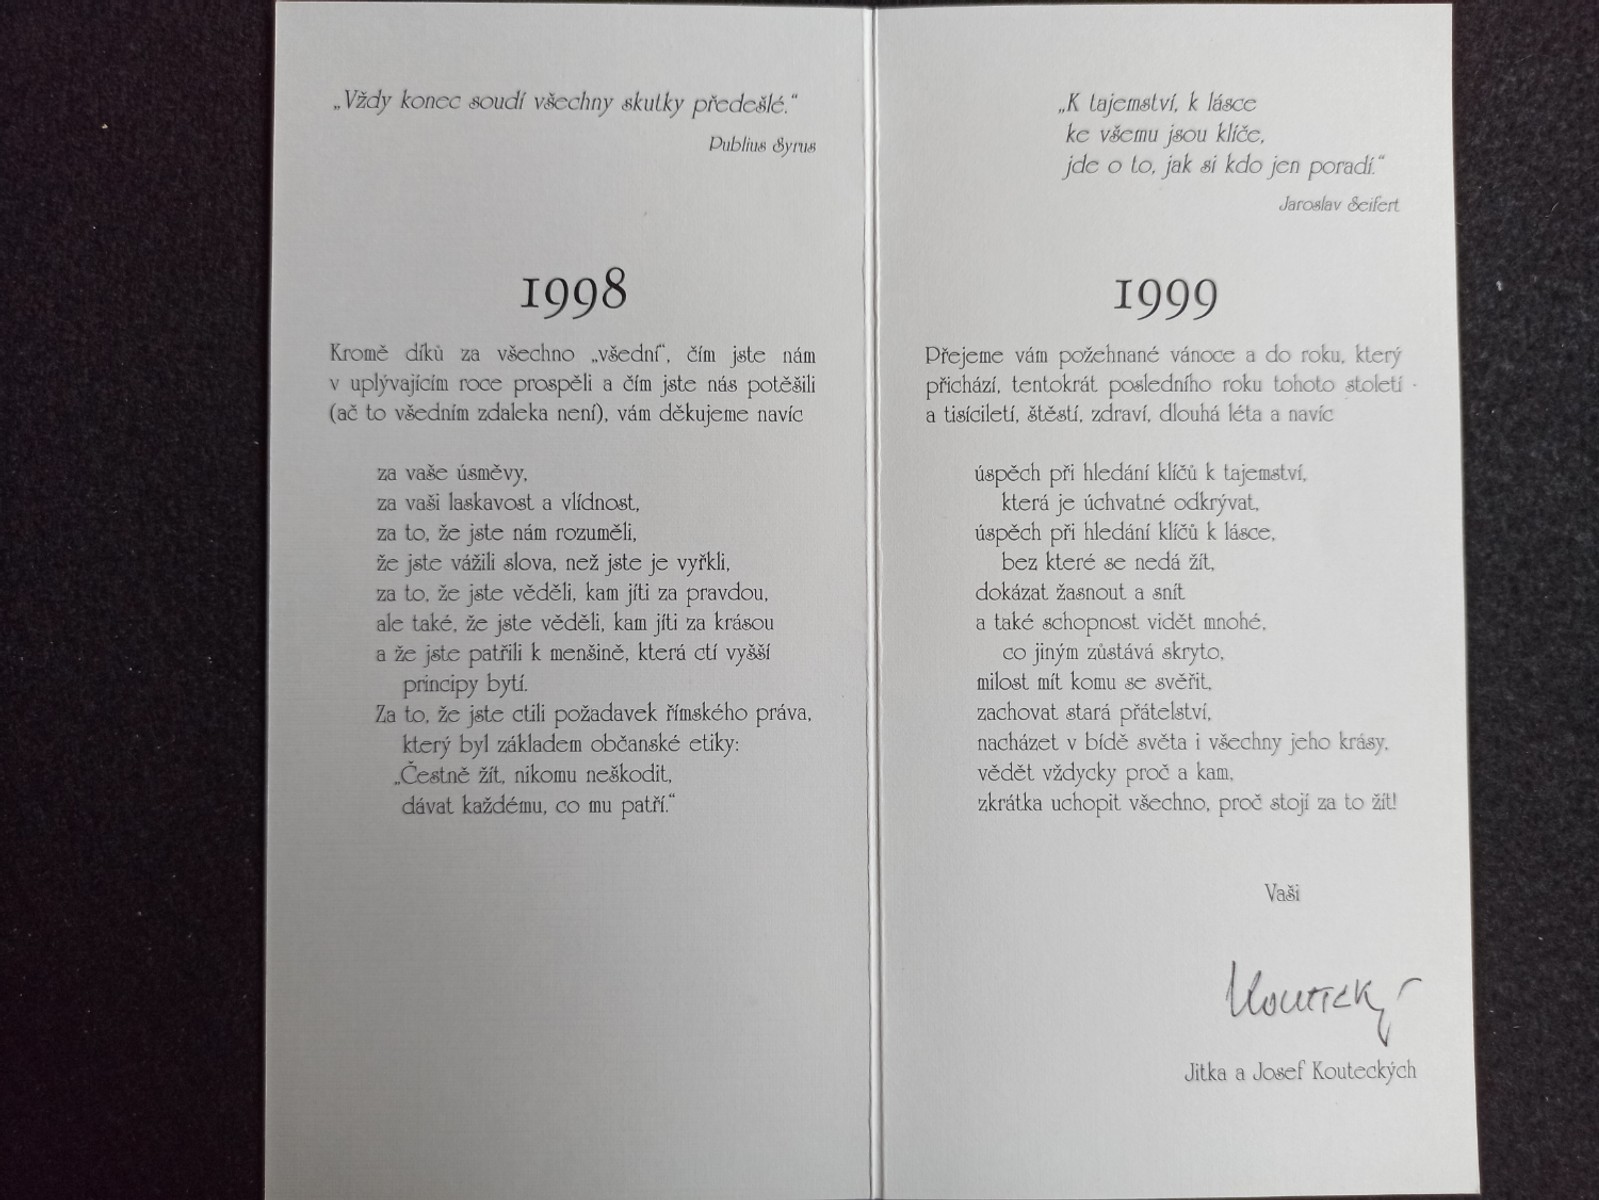 „Vždy konec soudí všechny skutky předešlé.“
Publius Syrus
1998
Kromě díků za všechno „všední“, čím jste nám
v uplývajícím roce prospěli a čím jste nás potěšili
(ač to všedním zdaleka není), vám děkujeme navíc
za vaše úsměvy,
za vaši laskavost a vlídnost,
za to, že jste nám rozuměli,
že jste vážili slova, než jste je vyřkli,
za to, že jste věděli, kam jíti za pravdou,
ale také, že jste věděli, kam jíti za krásou
a že jste patřili k menšině, která ctí vyšší
principy bytí.
Za to, že jste ctili požadavek římského práva,
který byl základem občanské etiky:
„Čestně žít, nikomu neškodit,
dávat každému, co mu patří.“
„K tajemství, k lásce
ke všemu jsou klíče,
jde o to, jak si kdo jen poradí.“
Jaroslav Seifert
1999
Přejeme vám požehnané vánoce a do roku, který
přichází, tentokrát posledního roku tohoto století
a tisíciletí, štěstí, zdraví, dlouhá léta a navíc
úspěch při hledání klíčů k tajemství,
která je úchvatné odkrývat,
úspěch při hledání klíčů k lásce,
bez které se nedá žít,
dokázat žasnout a snít
a také schopnost vidět mnohé,
co jiným zůstává skryto,
milost mít komu se svěřit,
zachovat stará přátelství,
nacházet v bídě světa i všechny jeho krásy,
vědět vždycky proč a kam,
zkrátka uchopit všechno, proč stojí za to žít!
Vaši
Koutecký
Jitka a Josef Kouteckých